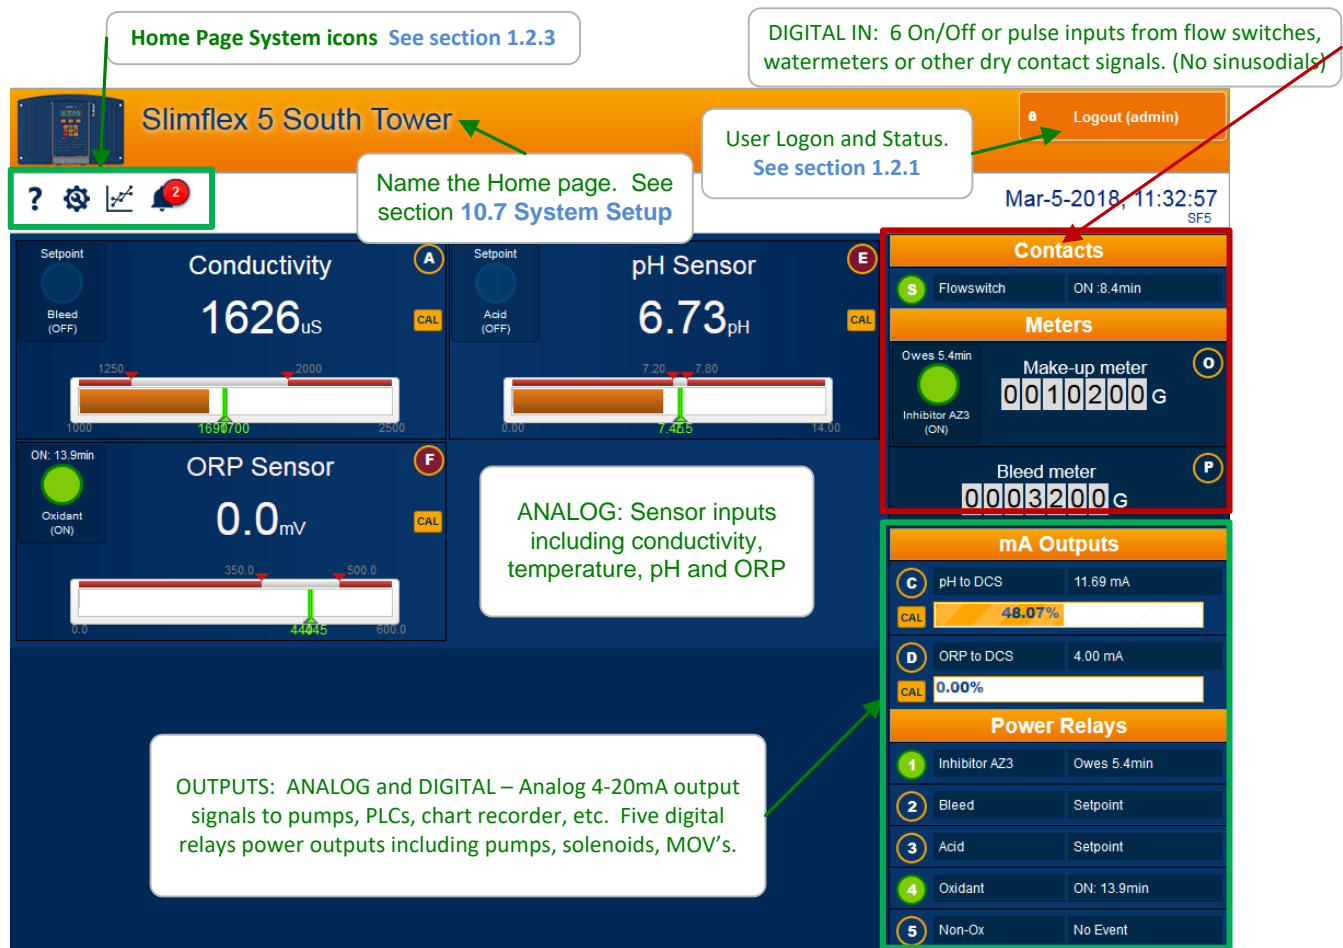 Home Page System icons See section 1.2.3
DIGITAL IN: 6 On/Off or pulse inputs from flow switches,
watermeters or other dry contact signals. (No sinusodials)
Slimflex 5 South Tower
Logout (admin)
User Logon and Status.
See section 1.2.1
Name the Home page. See
section 10.7 System Setup
?
2
Mar-5-2018, 11:32:57
SF5
Setpoint
Bleed
(OFF)
Conductivity
A
1626uS
CAL
1250
2000
1000
1690
1700
2500
Setpoint
Acid
(OFF)
pH Sensor
E
6.73pH
CAL
7.20
7.80
0.00
14.00
ON: 13.9min
Oxidant
(ON)
ORP Sensor
F
0.0mV
CAL
350.0
500.0
0.0
600.0
ANALOG: Sensor inputs
including conductivity,
temperature, pH and ORP
Contacts
S Flowswitch ON :8.4min
Meters
Owes 5.4min
Inhibitor AZ3
(ON)
Make-up meter
O
0010200 G
Bleed meter
P
0003200 G
mA Outputs
C pH to DCS 11.69 mA
CAL 48.07%
D ORP to DCS 4.00 mA
CAL 0.00%
Power Relays
1 Inhibitor AZ3 Owes 5.4min
2 Bleed Setpoint
3 Acid Setpoint
4 Oxidant ON: 13.9min
5 Non-Ox No Event
OUTPUTS: ANALOG and DIGITAL – Analog 4-20mA output
signals to pumps, PLCs, chart recorder, etc. Five digital
relays power outputs including pumps, solenoids, MOV’s.